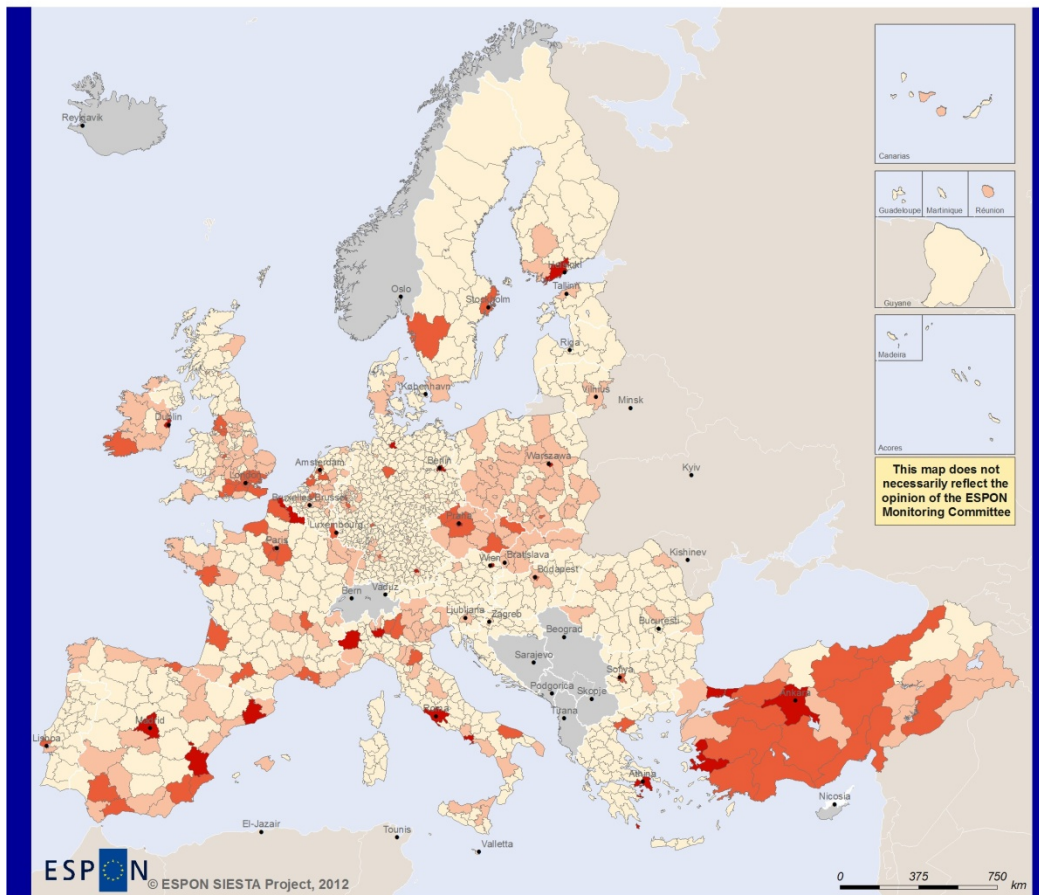 Reykjavik
Canarias
Guadeloupe
Martinique
Réunion
Guyane
Madeira
Acores
This map does not
necessarily reflect the
opinion of the ESPON
Monitoring Committee
Oslo
Helsinki
Tallinn
Stockholm
Riga
København
Vilnius
Minsk
Dublin
Amsterdam
Berlin
Warszawa
London
Kyiv
Bruxelles Brussel
Luxembourg
Praha
Paris
Kishinev
Wien
Bratislava
Budapest
Bern
Vaduz
Ljubljana
Zagreb
Bucuresti
Beograd
Sarajevo
Sofiya
Podgorica
Skopje
Ankara
Tirana
Roma
Madrid
Lisboa
Athina
Nicosia
El-Jazair
Tounis
Valletta
ESPON
© ESPON SIESTA Project, 2012
0 375 750
km